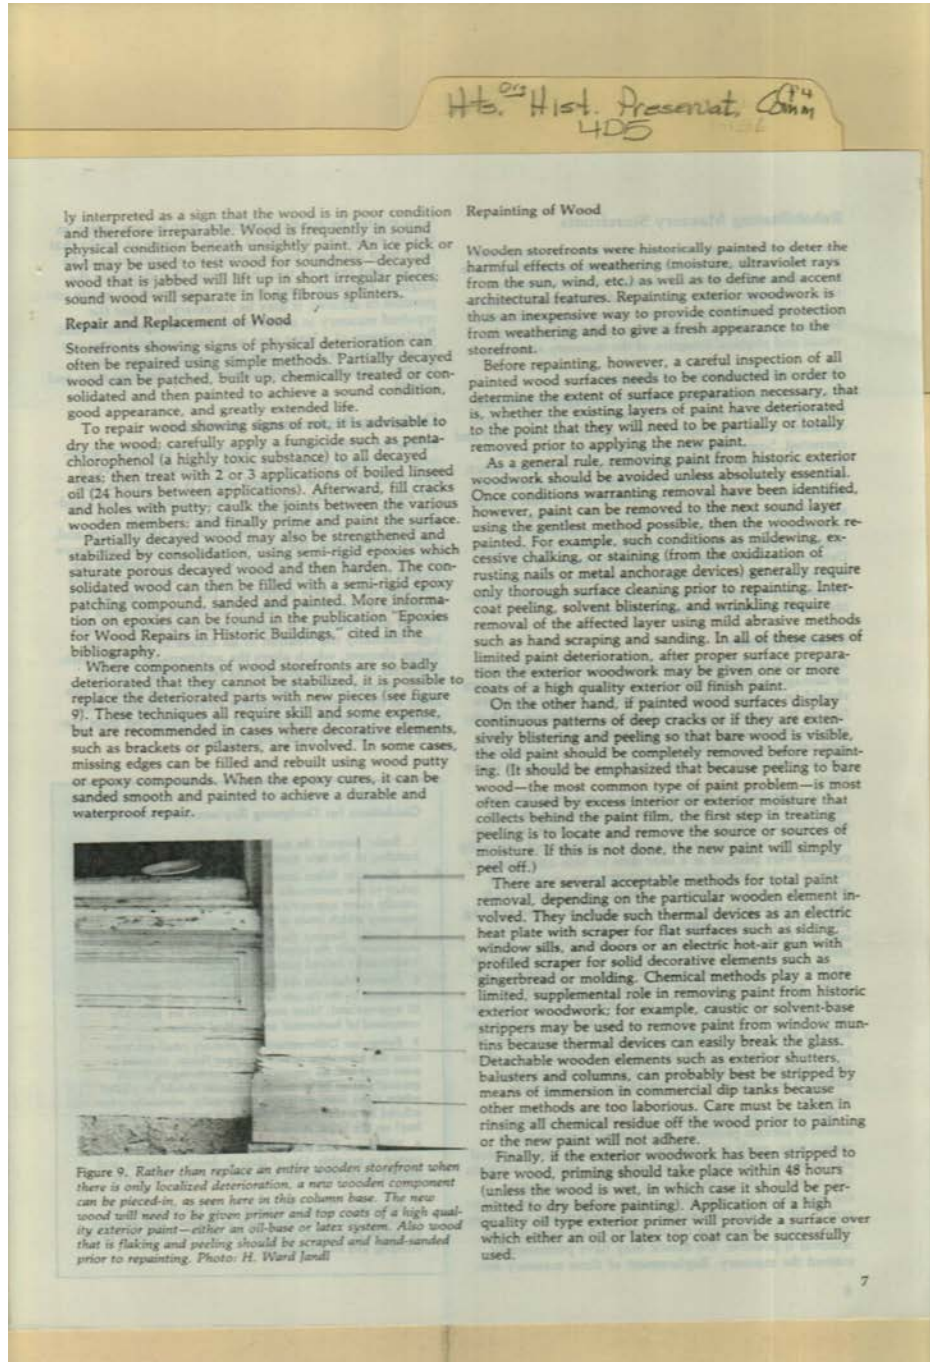 Hts. Org Hist. Preservat. Comm
4D5
ly interpreted as a sign that the wood is in poor condition
and therefore irreparable. Wood is frequently in sound
physical condition beneath unsightly paint. An ice pick or
awl may be used to test wood for soundness—decayed
wood that is jabbed will lift up in short irregular pieces;
sound wood will separate in long fibrous splinters.
Repair and Replacement of Wood
Storefronts showing signs of physical deterioration can
often be repaired using simple methods. Partially decayed
wood can be patched, built up, chemically treated or con-
solidated and then painted to achieve a sound condition,
good appearance, and greatly extended life.
To repair wood showing signs of rot, it is advisable to
dry the wood; carefully apply a fungicide such as penta-
chlorophenol (a highly toxic substance) to all decayed
areas; then treat with 2 or 3 applications of boiled linseed
oil (24 hours between applications). Afterward, fill cracks
and holes with putty; caulk the joints between the various
wooden members; and finally prime and paint the surface.
Partially decayed wood may also be strengthened and
stabilized by consolidation, using semi-rigid epoxies which
saturate porous decayed wood and then harden. The con-
solidated wood can then be filled with a semi-rigid epoxy
patching compound, sanded and painted. More informa-
tion on epoxies can be found in the publication "Epoxies
for Wood Repairs in Historic Buildings," cited in the
bibliography.
Where components of wood storefronts are so badly
deteriorated that they cannot be stabilized, it is possible to
replace the deteriorated parts with new pieces (see figure
9). These techniques all require skill and some expense,
but are recommended in cases where decorative elements,
such as brackets or pilasters, are involved. In some cases,
missing edges can be filled and rebuilt using wood putty
or epoxy compounds. When the epoxy cures, it can be
sanded smooth and painted to achieve a durable and
waterproof repair.
Figure 9. Rather than replace an entire wooden storefront when
there is only localized deterioration, a new wooden component
can be pieced-in, as seen here in this column base. The new
wood will need to be given primer and top coats of a high qual-
ity exterior paint—either an oil-base or latex system. Also wood
that is flaking and peeling should be scraped and hand-sanded
prior to repainting. Photo: H. Ward Jandl
Repainting of Wood
Wooden storefronts were historically painted to deter the
harmful effects of weathering (moisture, ultraviolet rays
from the sun, wind, etc.) as well as to define and accent
architectural features. Repainting exterior woodwork is
thus an inexpensive way to provide continued protection
from weathering and to give a fresh appearance to the
storefront.
Before repainting, however, a careful inspection of all
painted wood surfaces needs to be conducted in order to
determine the extent of surface preparation necessary, that
is, whether the existing layers of paint have deteriorated
to the point that they will need to be partially or totally
removed prior to applying the new paint.
As a general rule, removing paint from historic exterior
woodwork should be avoided unless absolutely essential.
Once conditions warranting removal have been identified,
however, paint can be removed to the next sound layer
using the gentlest method possible, then the woodwork re-
painted. For example, such conditions as mildewing, ex-
cessive chalking, or staining (from the oxidization of
rusting nails or metal anchorage devices) generally require
only thorough surface cleaning prior to repainting. Inter-
coat peeling, solvent blistering, and wrinkling require
removal of the affected layer using mild abrasive methods
such as hand scraping and sanding. In all of these cases of
limited paint deterioration, after proper surface prepara-
tion the exterior woodwork may be given one or more
coats of a high quality exterior oil finish paint.
On the other hand, if painted wood surfaces display
continuous patterns of deep cracks or if they are exten-
sively blistering and peeling so that bare wood is visible,
the old paint should be completely removed before repaint-
ing. (It should be emphasized that because peeling to bare
wood—the most common type of paint problem—is most
often caused by excess interior or exterior moisture that
collects behind the paint film, the first step in treating
peeling is to locate and remove the source or sources of
moisture. If this is not done, the new paint will simply
peel off.)
There are several acceptable methods for total paint
removal, depending on the particular wooden element in-
volved. They include such thermal devices as an electric
heat plate with scraper for flat surfaces such as siding,
window sills, and doors or an electric hot-air gun with
profiled scraper for solid decorative elements such as
gingerbread or molding. Chemical methods play a more
limited, supplemental role in removing paint from historic
exterior woodwork; for example, caustic or solvent-base
strippers may be used to remove paint from window mun-
tins because thermal devices can easily break the glass.
Detachable wooden elements such as exterior shutters,
balusters and columns, can probably best be stripped by
means of immersion in commercial dip tanks because
other methods are too laborious. Care must be taken in
rinsing all chemical residue off the wood prior to painting
or the new paint will not adhere.
Finally, if the exterior woodwork has been stripped to
bare wood, priming should take place within 48 hours
(unless the wood is wet, in which case it should be per-
mitted to dry before painting). Application of a high
quality oil type exterior primer will provide a surface over
which either an oil or latex top coat can be successfully
used.
7